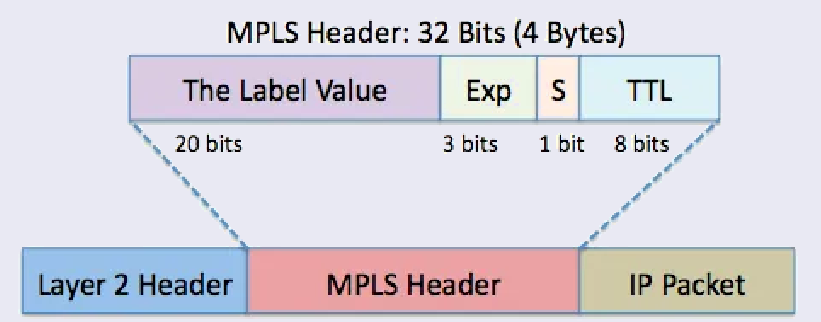 MPLS Header: 32 Bits (4 Bytes)
The Label Value Exp S TTL
20 bits 3 bits 1 bit 8 bits
Layer 2 Header MPLS Header IP Packet